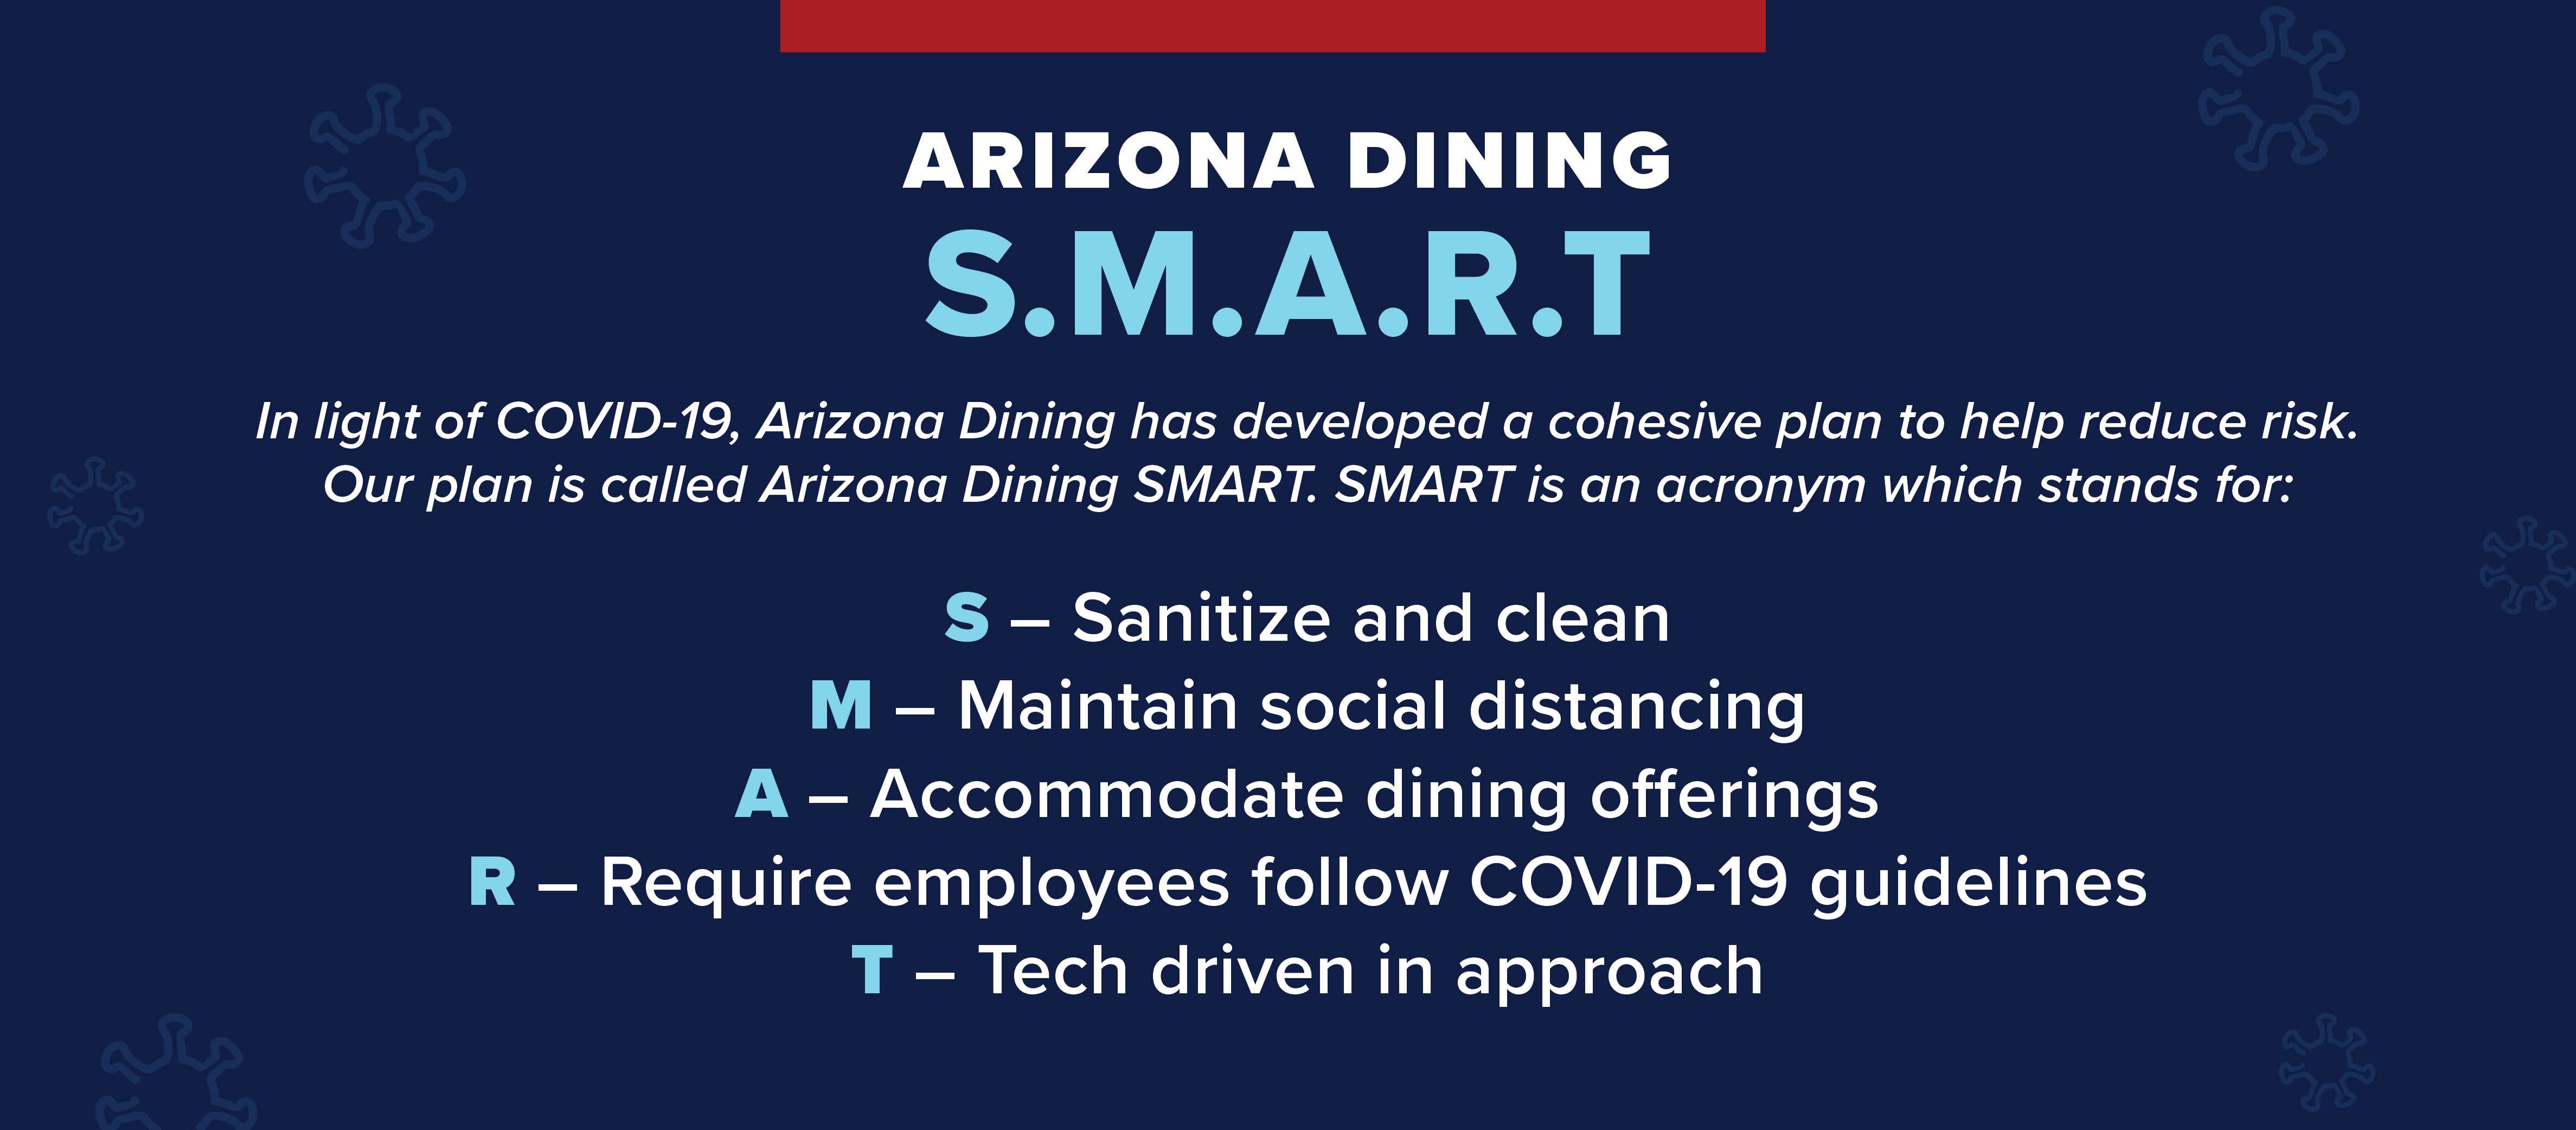 ARIZONA DINING
S.M.A.R.T
In light of COVID-19, Arizona Dining has developed a cohesive plan to help reduce risk.
Our plan is called Arizona Dining SMART. SMART is an acronym which stands for:
S – Sanitize and clean
M – Maintain social distancing
A – Accommodate dining offerings
R – Require employees follow COVID-19 guidelines
T – Tech driven in approach